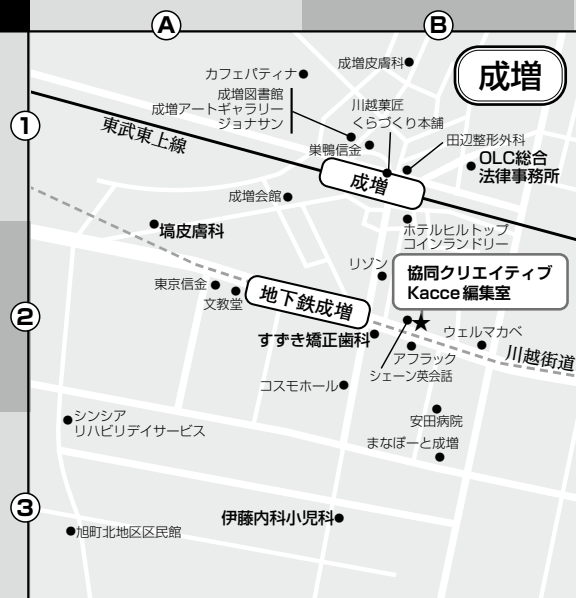 A
B
成増
1
2
3
カフェパティナ
成増皮膚科
成増図書館
成増アートギャラリー
ジョナサン
川越菓匠
くらづくり本舗
東武東上線
巣鴨信金
田辺整形外科
OLC総合
法律事務所
成増
成増会館
塙皮膚科
ホテルヒルトップ
コインランドリー
リゾン
協同クリエイティブ
Kacce編集室
東京信金
文教堂
地下鉄成増
すずき矯正歯科
ウェルマカベ
川越街道
アフラック
シェーン英会話
コスモホール
シンシア
リハビリデイサービス
安田病院
まなぽーと成増
伊藤内科小児科
旭町北地区区民館